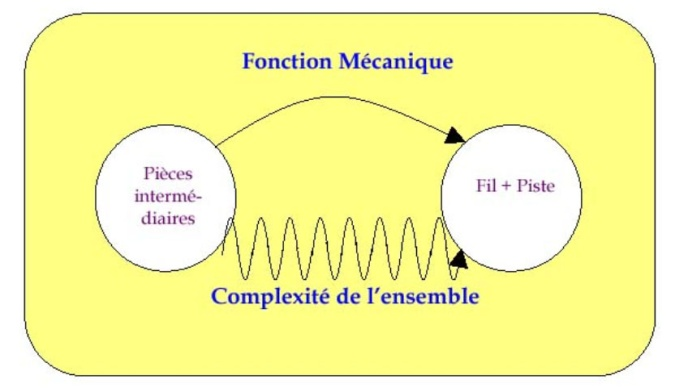 Fonction Mécanique
Pièces
intermé-
diaires
Fil + Piste
Complexité de l'ensemble